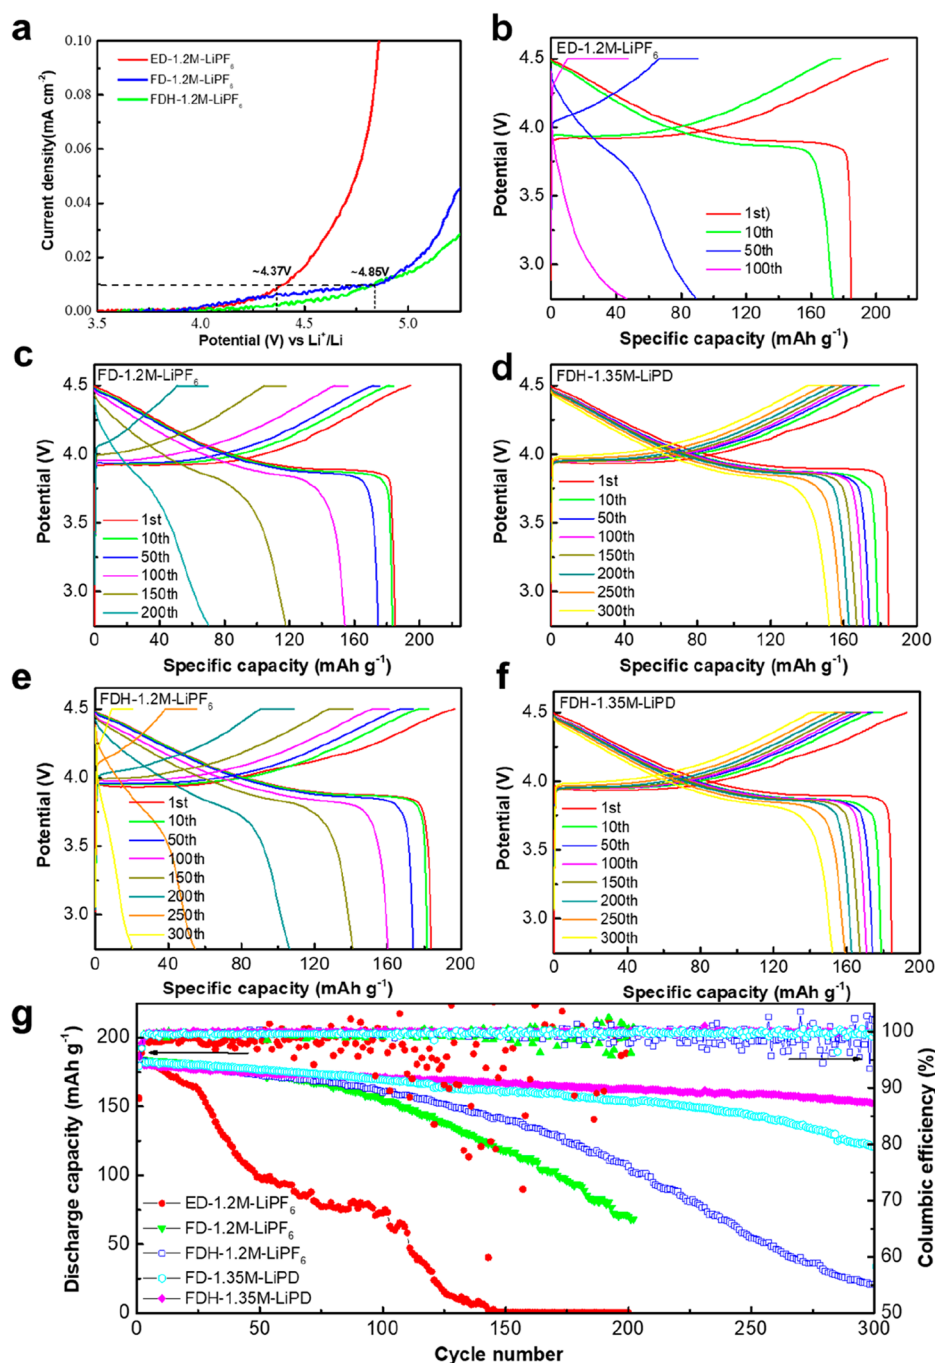 a
0.10
0.08
0.06
0.04
0.02
0.00
Current density(mA cm-2)
ED-1.2M-LiPF6
FD-1.2M-LiPF6
FDH-1.2M-LiPF6
~4.37V
~4.85V
3.5 4.0 4.5 5.0
Potential (V) vs Li+/Li
b
ED-1.2M-LiPF6
4.5
4.0
3.5
3.0
Potential (V)
1st)
10th
50th
100th
0 40 80 120 160 200
Specific capacity (mAh g-1)
c
FD-1.2M-LiPF6
4.5
4.0
3.5
3.0
Potential (V)
1st
10th
50th
100th
150th
200th
0 40 80 120 160 200
Specific capacity (mAh g-1)
d
FDH-1.35M-LiPD
4.5
4.0
3.5
3.0
Potential (V)
1st
10th
50th
100th
150th
200th
250th
300th
0 40 80 120 160 200
Specific capacity (mAh g-1)
e
FDH-1.2M-LiPF6
4.5
4.0
3.5
3.0
Potential (V)
1st
10th
50th
100th
150th
200th
250th
300th
0 40 80 120 160 200
Specific capacity (mAh g-1)
f
FDH-1.35M-LiPD
4.5
4.0
3.5
3.0
Potential (V)
1st
10th
50th
100th
150th
200th
250th
300th
0 40 80 120 160 200
Specific capacity (mAh g-1)
g
200
150
100
50
0
Discharge capacity (mAh g-1)
ED-1.2M-LiPF6
FD-1.2M-LiPF6
FDH-1.2M-LiPF6
FD-1.35M-LiPD
FDH-1.35M-LiPD
100
90
80
70
60
50
Columbic efficiency (%)
0 50 100 150 200 250 300
Cycle number